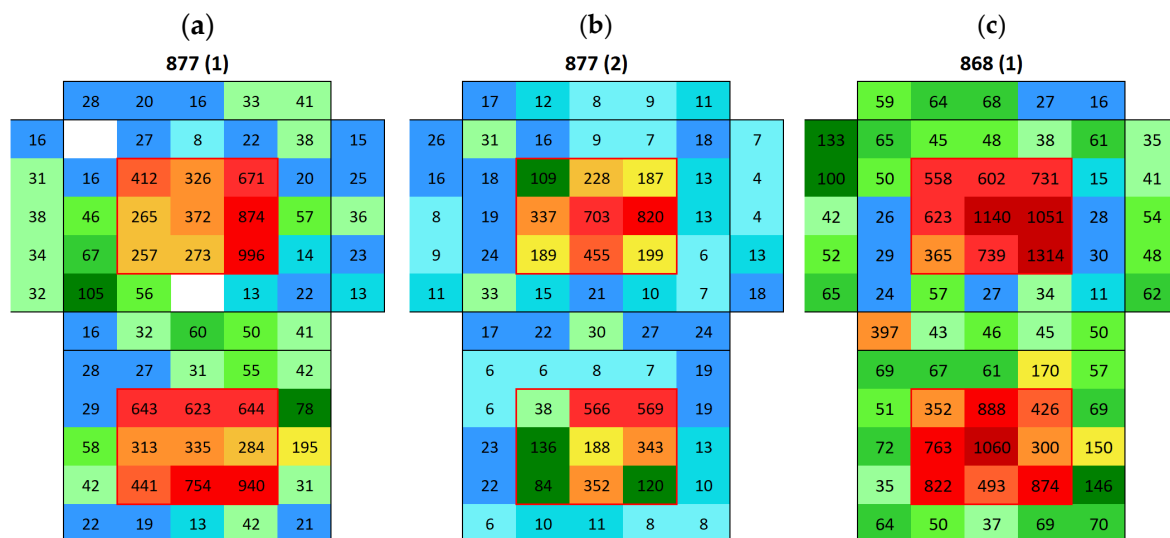 (a) (b) (c)
877 (1) 877 (2) 868 (1)
28 20 16 33 41 17 12 8 9 11 59 64 68 27 16
16 27 8 22 38 15 26 31 16 9 7 18 7 133 65 45 48 38 61 35
31 16 412 326 671 20 25 16 18 109 228 187 13 4 100 50 558 602 731 15 41
38 46 265 372 874 57 36 8 19 337 703 820 13 4 42 26 623 1140 1051 28 54
34 67 257 273 996 14 23 9 24 189 455 199 6 13 52 29 365 739 1314 30 48
32 105 56 13 22 13 11 33 15 21 10 7 18 65 24 57 27 34 11 62
16 32 60 50 41 17 22 30 27 24 397 43 46 45 50
28 27 31 55 42 6 6 8 7 19 69 67 61 170 57
29 643 623 644 78 6 38 566 569 19 51 352 888 426 69
58 313 335 284 195 23 136 188 343 13 72 763 1060 300 150
42 441 754 940 31 22 84 352 120 10 35 822 493 874 146
22 19 13 42 21 6 10 11 8 8 64 50 37 69 70